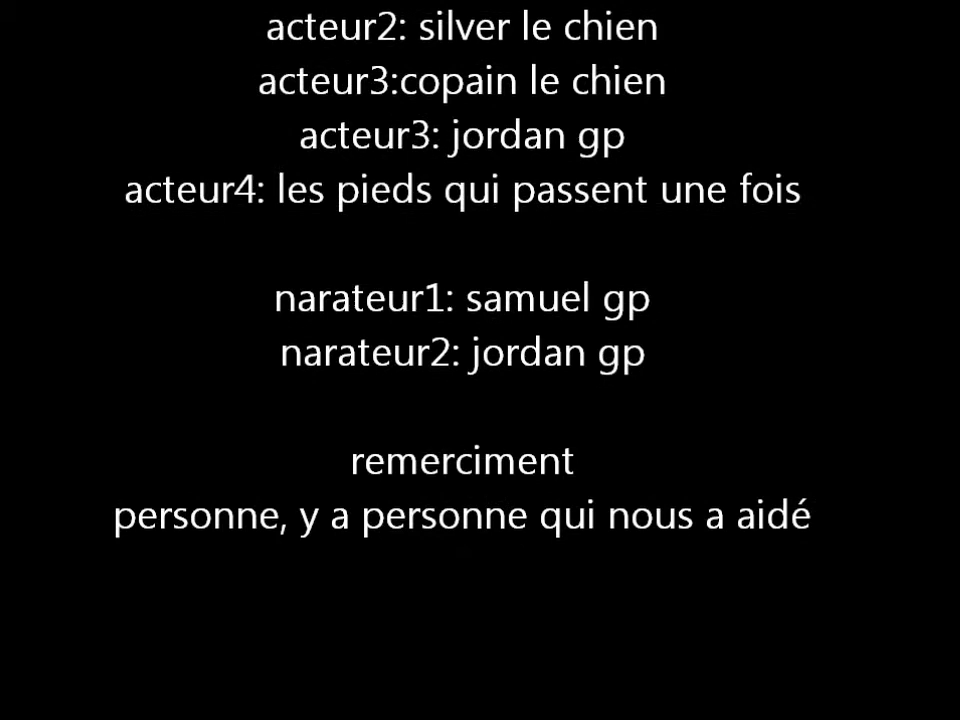 acteur2: silver le chien
acteur3:copain le chien
acteur3: jordan gp
acteur4: les pieds qui passent une fois
narateur1: samuel gp
narateur2: jordan gp
remerciment
personne, y a personne qui nous a aidé